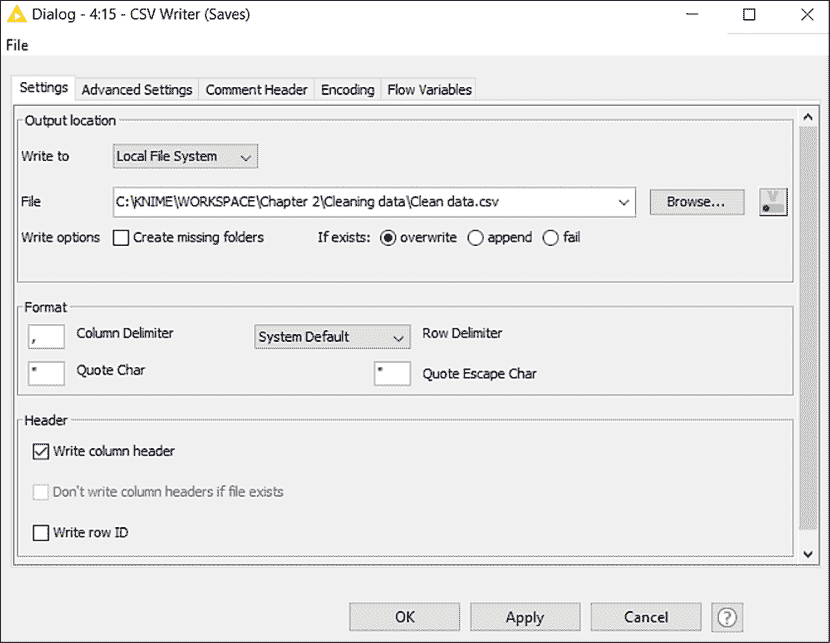 Dialog - 4:15 - CSV Writer (Saves)
File
Settings Advanced Settings Comment Header Encoding Flow Variables
Output location
Write to Local File System
File C:\KNIME\WORKSPACE\Chapter 2\Cleaning data\Clean data.csv Browse... V
Write options Create missing folders If exists: overwrite append fail
Format
, Column Delimiter System Default Row Delimiter
" Quote Char " Quote Escape Char
Header
Write column header
Don't write column headers if file exists
Write row ID
OK Apply Cancel ?